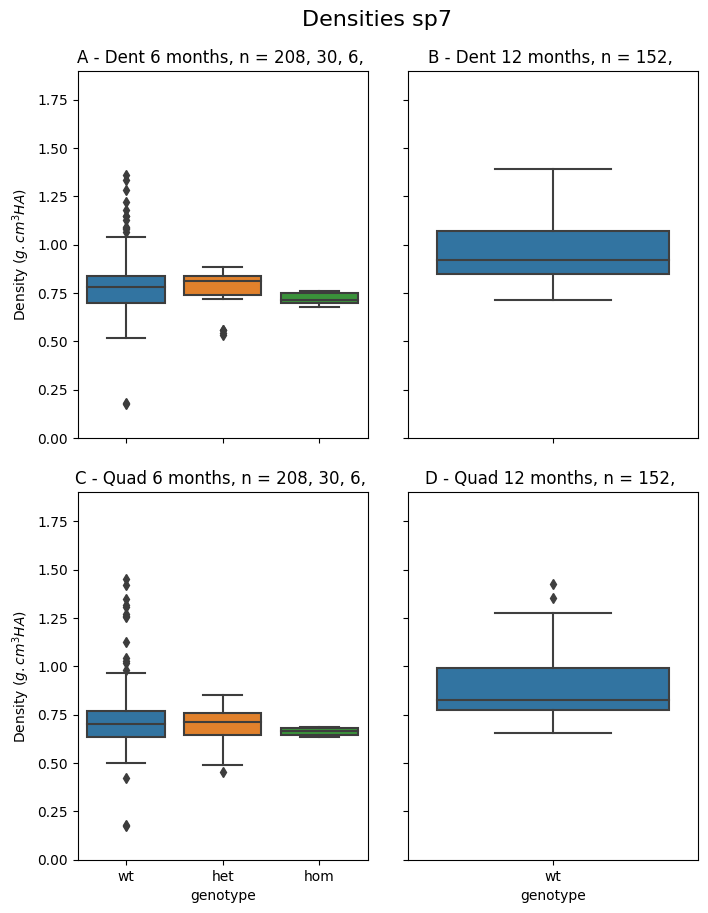 Densities sp7
A - Dent 6 months, n = 208, 30, 6,
B - Dent 12 months, n = 152,
1.75
1.50
1.25
1.00
0.75
0.50
0.25
0.00
Density (g.cm³HA)
C - Quad 6 months, n = 208, 30, 6,
D - Quad 12 months, n = 152,
1.75
1.50
1.25
1.00
0.75
0.50
0.25
0.00
Density (g.cm³HA)
wt het hom
genotype
wt
genotype